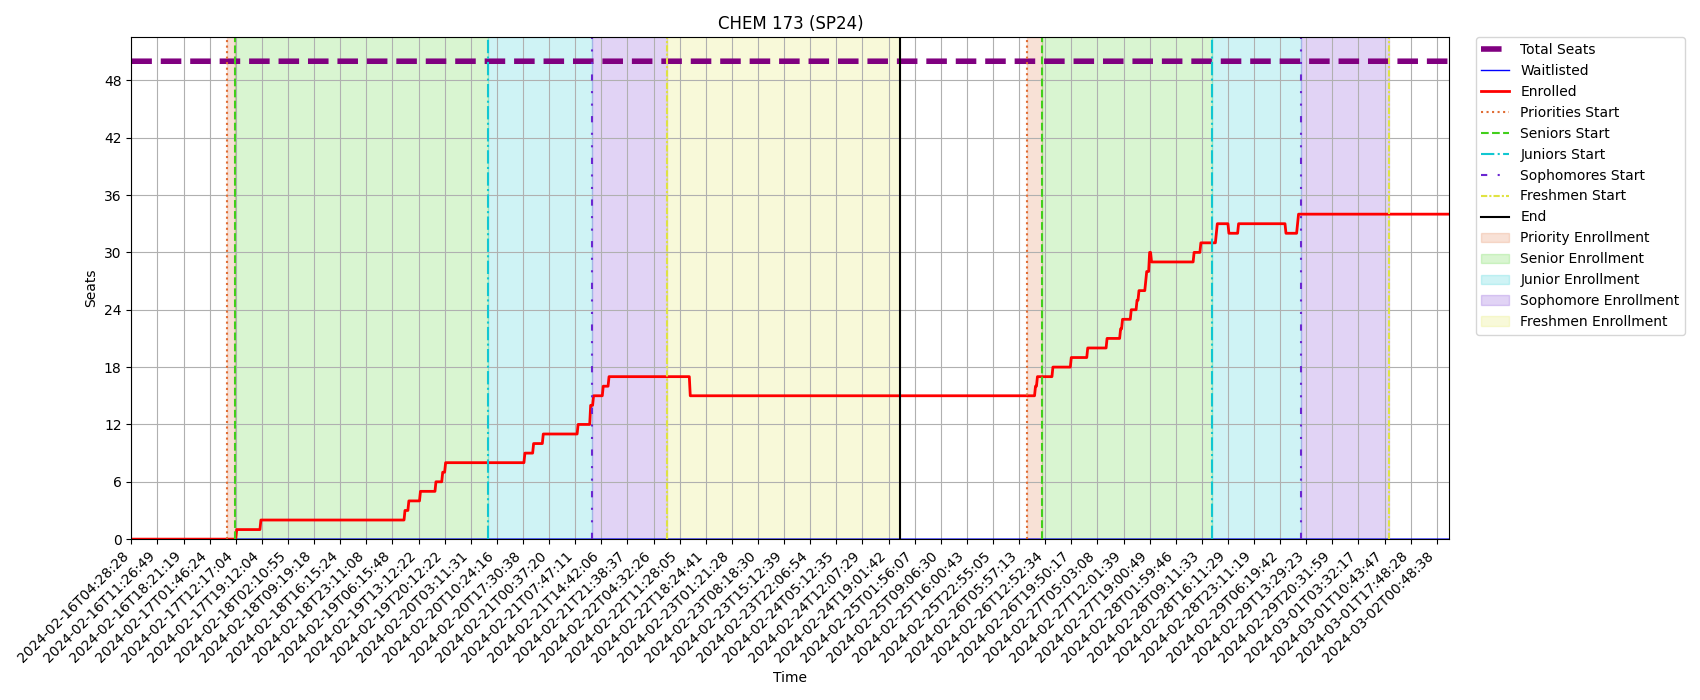 CHEM 173 (SP24)
Seats
48
42
36
30
24
18
12
6
0
2024-02-16T04:28:28
2024-02-16T11:26:49
2024-02-16T18:21:19
2024-02-17T01:46:24
2024-02-17T12:17:04
2024-02-17T19:12:04
2024-02-18T02:10:55
2024-02-18T09:19:18
2024-02-18T16:15:24
2024-02-18T23:11:08
2024-02-19T06:15:48
2024-02-19T13:12:22
2024-02-19T20:12:22
2024-02-20T03:11:31
2024-02-20T10:24:16
2024-02-20T17:30:38
2024-02-21T00:37:20
2024-02-21T07:47:11
2024-02-21T14:42:06
2024-02-21T21:38:37
2024-02-22T04:32:26
2024-02-22T11:28:05
2024-02-22T18:24:41
2024-02-23T01:21:28
2024-02-23T08:18:30
2024-02-23T15:12:39
2024-02-23T22:06:54
2024-02-24T05:12:35
2024-02-24T12:07:29
2024-02-24T19:01:42
2024-02-25T01:56:07
2024-02-25T09:06:30
2024-02-25T16:00:43
2024-02-25T22:55:05
2024-02-26T05:57:13
2024-02-26T12:52:34
2024-02-26T19:50:17
2024-02-27T05:03:08
2024-02-27T12:01:39
2024-02-27T19:00:49
2024-02-28T01:59:46
2024-02-28T09:11:33
2024-02-28T16:11:29
2024-02-28T23:11:19
2024-02-29T06:19:42
2024-02-29T13:29:23
2024-02-29T20:31:59
2024-03-01T03:32:17
2024-03-01T10:43:47
2024-03-01T17:48:28
2024-03-02T00:48:38
Time
Total Seats
Waitlisted
Enrolled
Priorities Start
Seniors Start
Juniors Start
Sophomores Start
Freshmen Start
End
Priority Enrollment
Senior Enrollment
Junior Enrollment
Sophomore Enrollment
Freshmen Enrollment